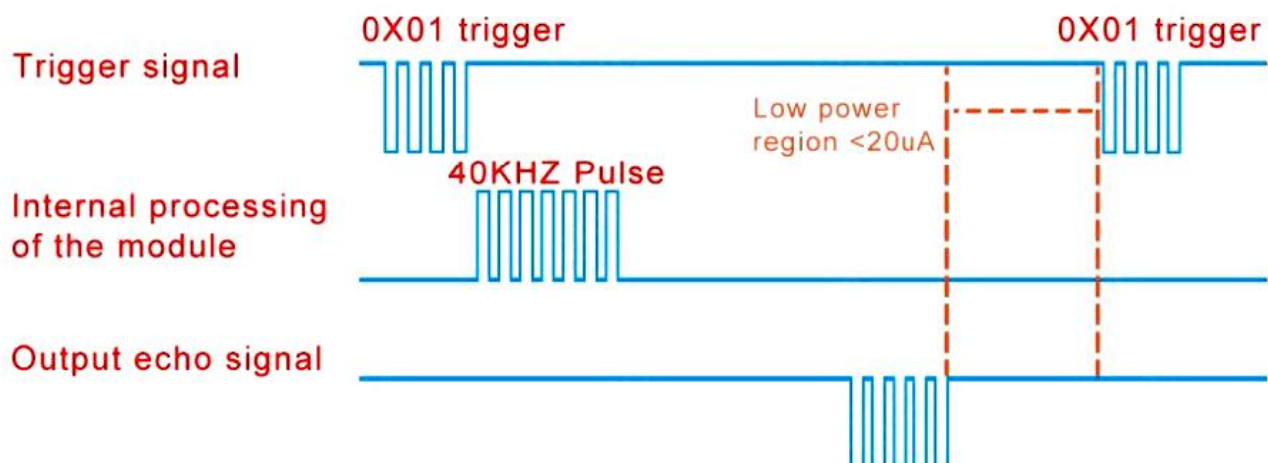 0X01 trigger
0X01 trigger
Trigger signal
Low power
region <20uA
40KHZ Pulse
Internal processing
of the module
Output echo signal